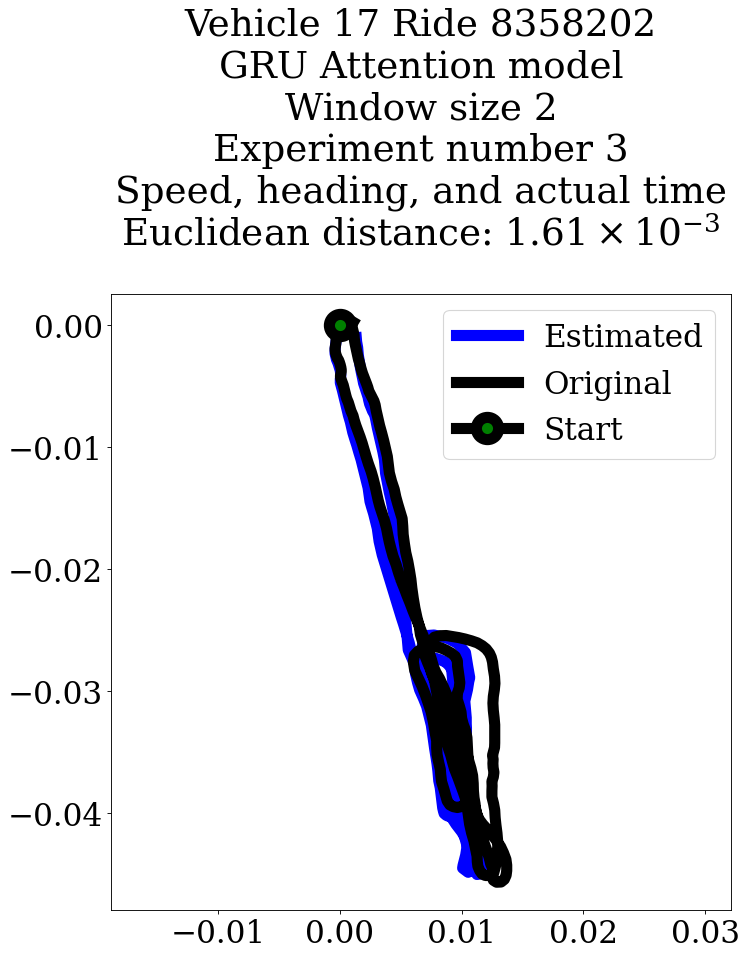 Vehicle 17 Ride 8358202
GRU Attention model
Window size 2
Experiment number 3
Speed, heading, and actual time
Euclidean distance: 1.61 × 10⁻³
Estimated
Original
Start
0.00
−0.01
−0.02
−0.03
−0.04
−0.01 0.00 0.01 0.02 0.03